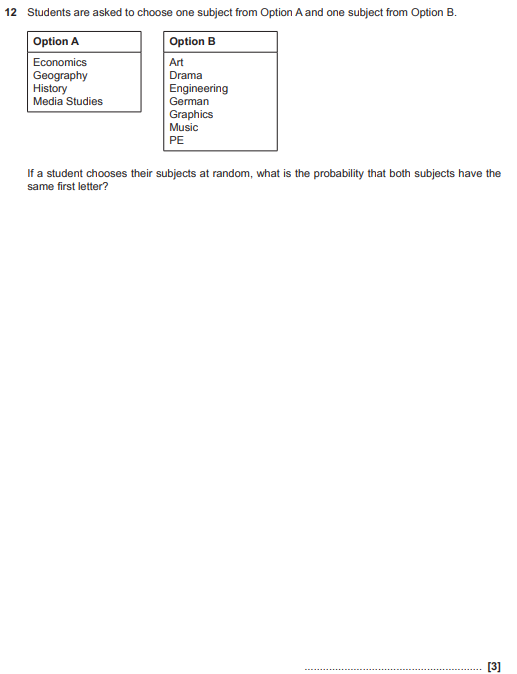 12 Students are asked to choose one subject from Option A and one subject from Option B.
Option A
Economics
Geography
History
Media Studies
Option B
Art
Drama
Engineering
German
Graphics
Music
PE
If a student chooses their subjects at random, what is the probability that both subjects have the
same first letter?
.......................................................... [3]